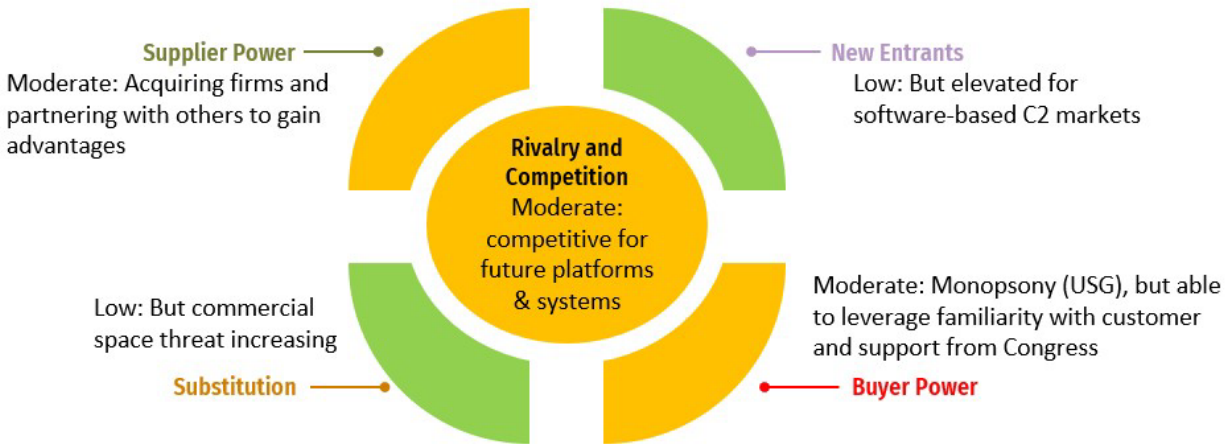 Supplier Power
Moderate: Acquiring firms and
partnering with others to gain
advantages
New Entrants
Low: But elevated for
software-based C2 markets
Rivalry and
Competition
Moderate:
competitive for
future platforms
& systems
Low: But commercial
space threat increasing
Substitution
Moderate: Monopsony (USG), but able
to leverage familiarity with customer
and support from Congress
Buyer Power